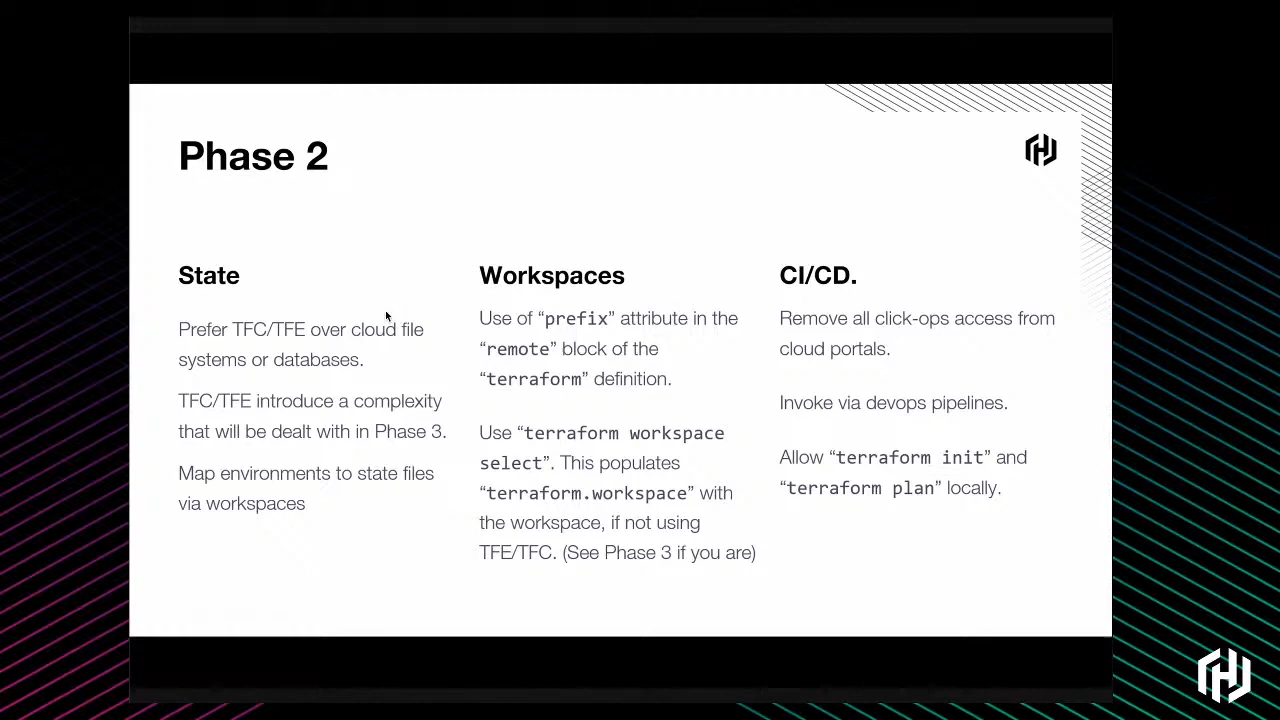 Phase 2
State
Prefer TFC/TFE over cloud file
systems or databases.
TFC/TFE introduce a complexity
that will be dealt with in Phase 3.
Map environments to state files
via workspaces
Workspaces
Use of “prefix” attribute in the
“remote” block of the
“terraform” definition.
Use “terraform workspace
select”. This populates
“terraform.workspace” with
the workspace, if not using
TFE/TFC. (See Phase 3 if you are)
CI/CD.
Remove all click-ops access from
cloud portals.
Invoke via devops pipelines.
Allow “terraform init” and
“terraform plan” locally.